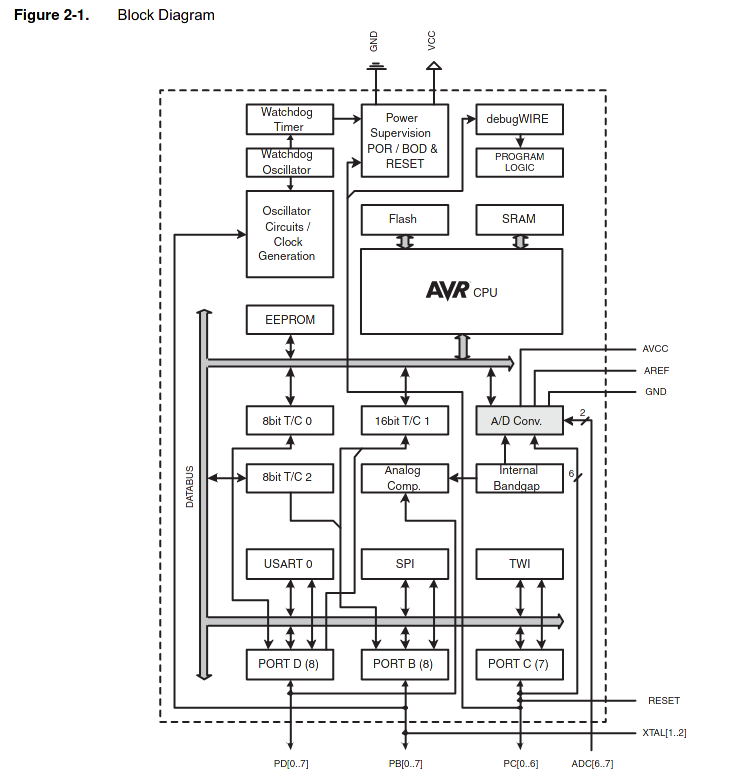 Figure 2-1. Block Diagram
GND
VCC
Watchdog
Timer
Power
Supervision
POR / BOD &
RESET
debugWIRE
Watchdog
Oscillator
PROGRAM
LOGIC
Oscillator
Circuits /
Clock
Generation
Flash
SRAM
AVR CPU
EEPROM
AVCC
AREF
GND
8bit T/C 0
16bit T/C 1
A/D Conv.
2
DATABUS
8bit T/C 2
Analog
Comp.
Internal
Bandgap
6
USART 0
SPI
TWI
PORT D (8)
PORT B (8)
PORT C (7)
RESET
XTAL[1..2]
PD[0..7]
PB[0..7]
PC[0..6]
ADC[6..7]